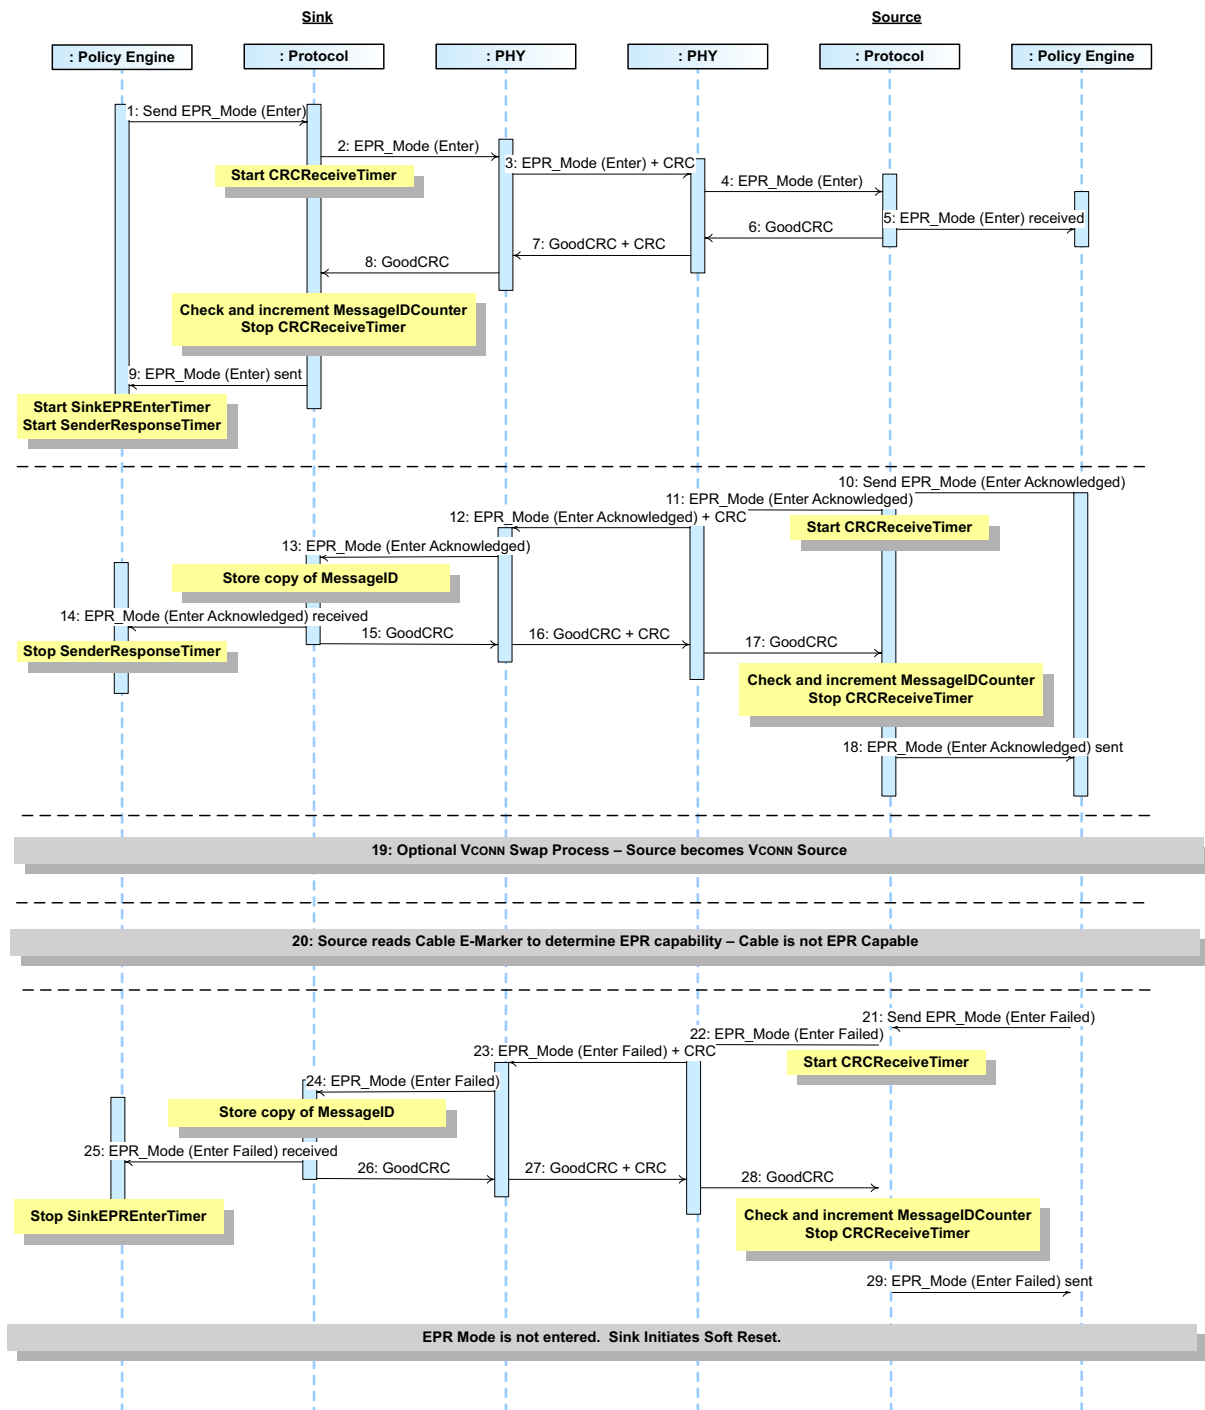 Sink
Source
: Policy Engine
: Protocol
: PHY
: PHY
: Protocol
: Policy Engine
1: Send EPR_Mode (Enter)
2: EPR_Mode (Enter)
3: EPR_Mode (Enter) + CRC
Start CRCReceiveTimer
4: EPR_Mode (Enter)
5: EPR_Mode (Enter) received
6: GoodCRC
7: GoodCRC + CRC
8: GoodCRC
Check and increment MessageIDCounter
Stop CRCReceiveTimer
9: EPR_Mode (Enter) sent
Start SinkEPREnterTimer
Start SenderResponseTimer
10: Send EPR_Mode (Enter Acknowledged)
11: EPR_Mode (Enter Acknowledged)
12: EPR_Mode (Enter Acknowledged) + CRC
Start CRCReceiveTimer
13: EPR_Mode (Enter Acknowledged)
Store copy of MessageID
14: EPR_Mode (Enter Acknowledged) received
15: GoodCRC
16: GoodCRC + CRC
17: GoodCRC
Stop SenderResponseTimer
Check and increment MessageIDCounter
Stop CRCReceiveTimer
18: EPR_Mode (Enter Acknowledged) sent
19: Optional VCONN Swap Process – Source becomes VCONN Source
20: Source reads Cable E-Marker to determine EPR capability – Cable is not EPR Capable
21: Send EPR_Mode (Enter Failed)
22: EPR_Mode (Enter Failed)
23: EPR_Mode (Enter Failed) + CRC
Start CRCReceiveTimer
24: EPR_Mode (Enter Failed)
Store copy of MessageID
25: EPR_Mode (Enter Failed) received
26: GoodCRC
27: GoodCRC + CRC
28: GoodCRC
Stop SinkEPREnterTimer
Check and increment MessageIDCounter
Stop CRCReceiveTimer
29: EPR_Mode (Enter Failed) sent
EPR Mode is not entered.  Sink Initiates Soft Reset.